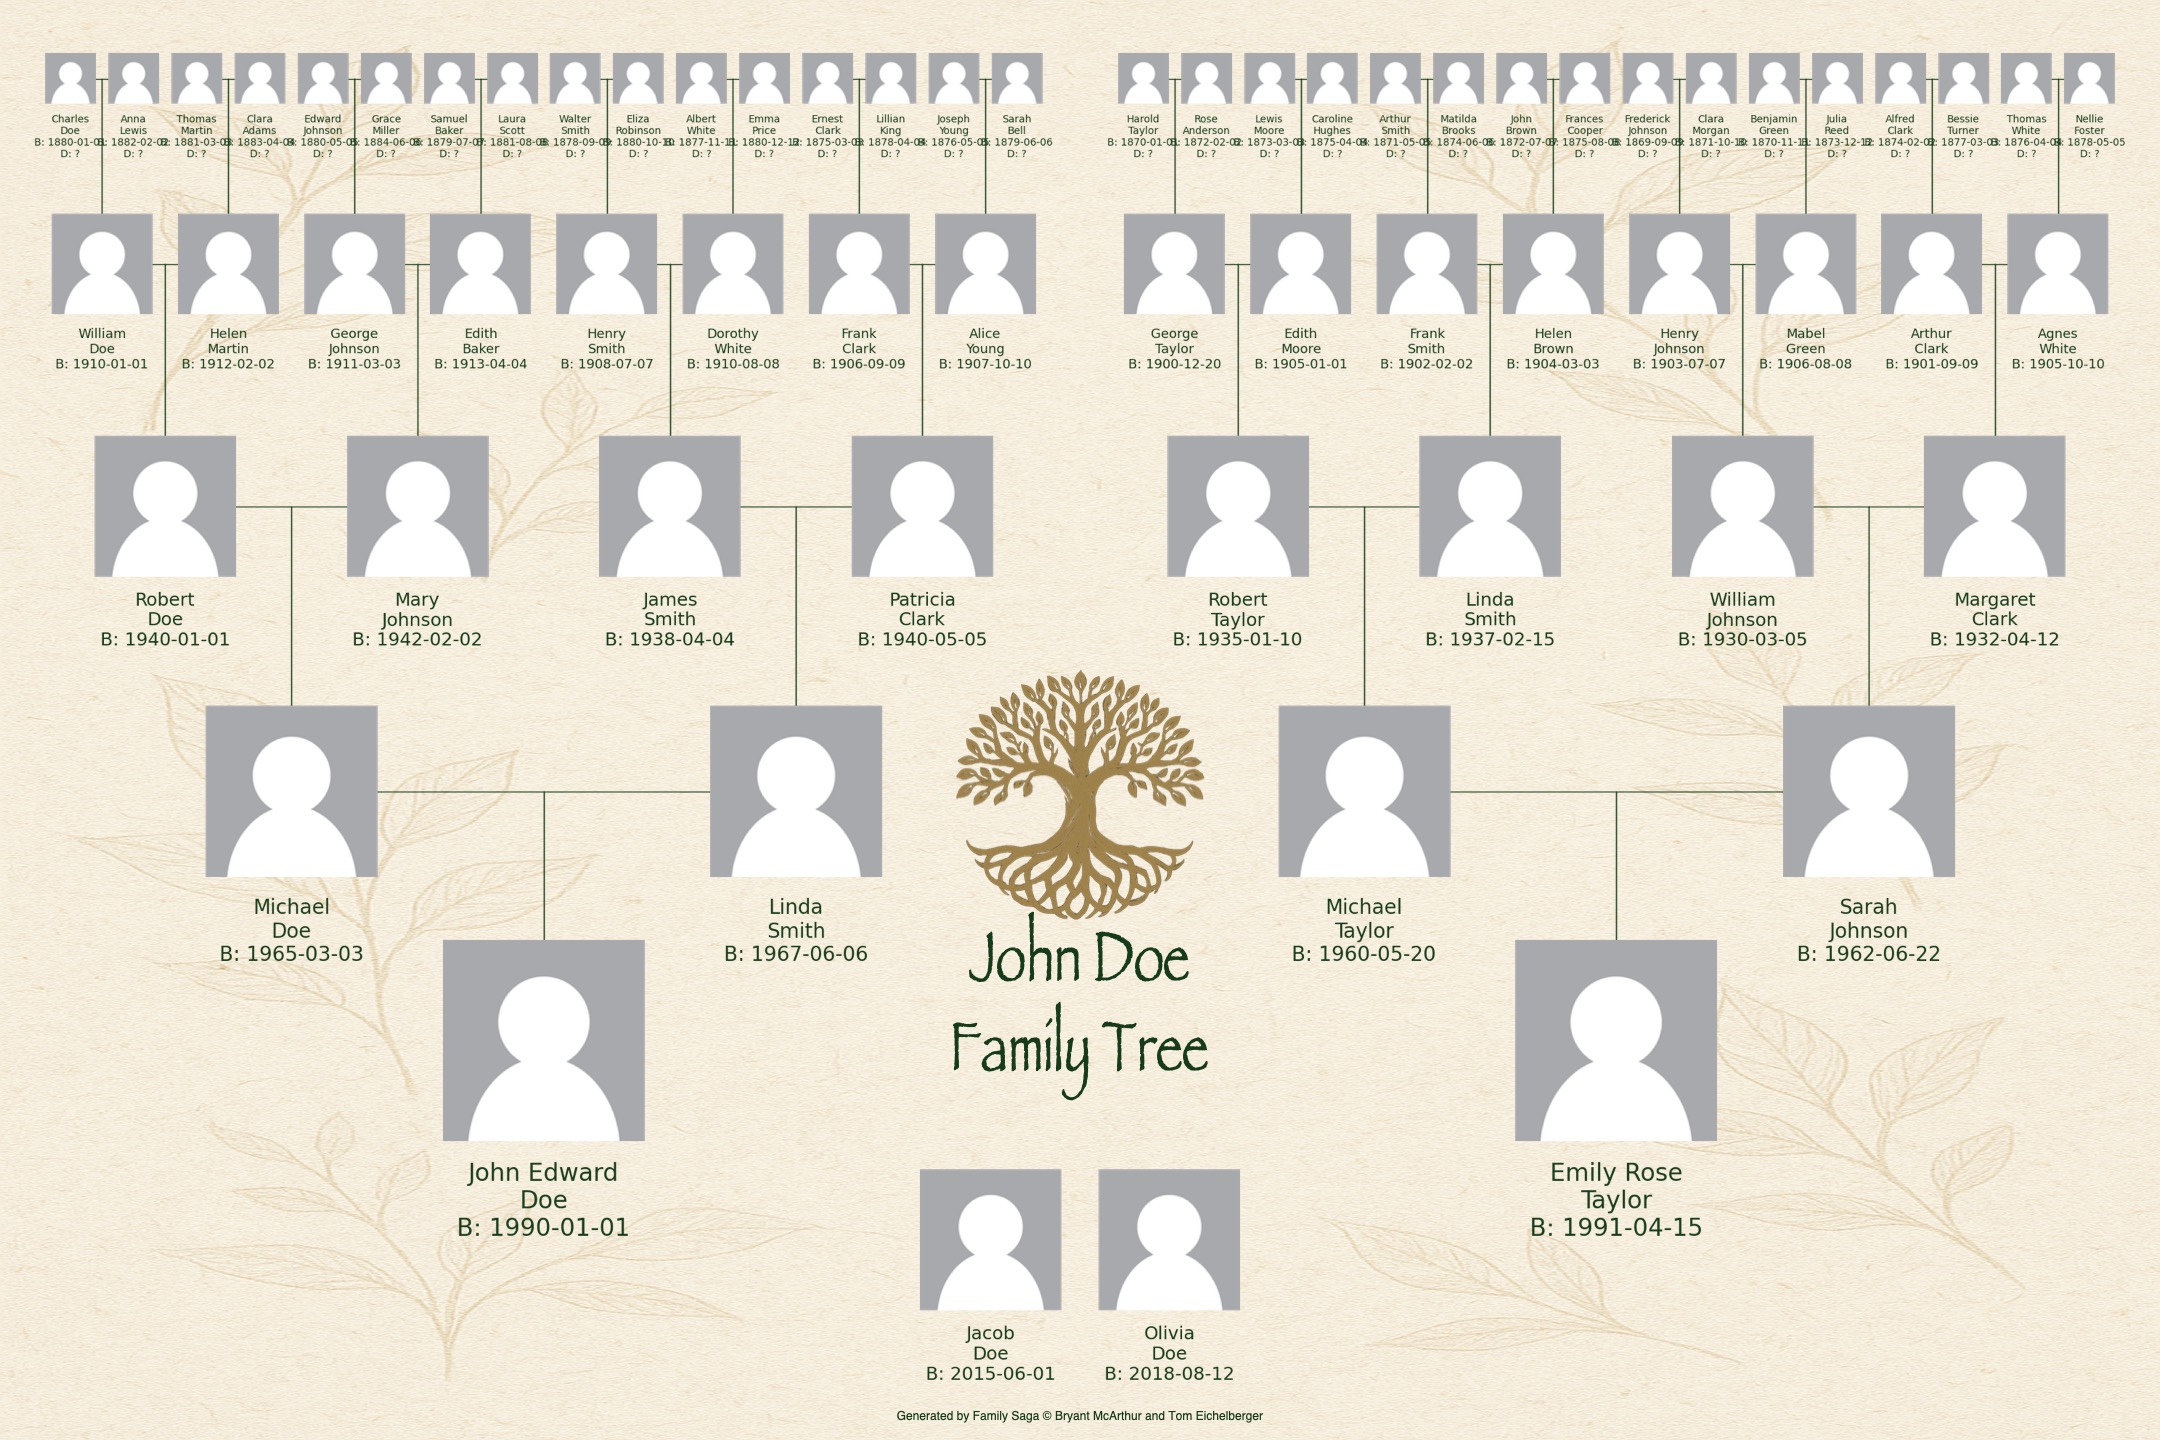 Charles
Doe
B: 1880-01-01
D: ?
Anna
Lewis
B: 1882-02-02
D: ?
Thomas
Martin
B: 1881-03-03
D: ?
Clara
Adams
B: 1883-04-04
D: ?
Edward
Johnson
B: 1880-05-05
D: ?
Grace
Miller
B: 1884-06-06
D: ?
Samuel
Baker
B: 1879-07-07
D: ?
Laura
Scott
B: 1881-08-08
D: ?
Walter
Smith
B: 1878-09-09
D: ?
Eliza
Robinson
B: 1880-10-10
D: ?
Albert
White
B: 1877-11-11
D: ?
Emma
Price
B: 1880-12-12
D: ?
Ernest
Clark
B: 1875-03-03
D: ?
Lillian
King
B: 1878-04-04
D: ?
Joseph
Young
B: 1876-05-05
D: ?
Sarah
Bell
B: 1879-06-06
D: ?
Harold
Taylor
B: 1870-01-01
D: ?
Rose
Anderson
B: 1872-02-02
D: ?
Lewis
Moore
B: 1873-03-03
D: ?
Caroline
Hughes
B: 1875-04-04
D: ?
Arthur
Smith
B: 1871-05-05
D: ?
Matilda
Brooks
B: 1874-06-06
D: ?
John
Brown
B: 1872-07-07
D: ?
Frances
Cooper
B: 1875-08-08
D: ?
Frederick
Johnson
B: 1869-09-09
D: ?
Clara
Morgan
B: 1871-10-10
D: ?
Benjamin
Green
B: 1870-11-11
D: ?
Julia
Reed
B: 1873-12-12
D: ?
Alfred
Clark
B: 1874-02-02
D: ?
Bessie
Turner
B: 1877-03-03
D: ?
Thomas
White
B: 1876-04-04
D: ?
Nellie
Foster
B: 1878-05-05
D: ?
William
Doe
B: 1910-01-01
Helen
Martin
B: 1912-02-02
George
Johnson
B: 1911-03-03
Edith
Baker
B: 1913-04-04
Henry
Smith
B: 1908-07-07
Dorothy
White
B: 1910-08-08
Frank
Clark
B: 1906-09-09
Alice
Young
B: 1907-10-10
George
Taylor
B: 1900-12-20
Edith
Moore
B: 1905-01-01
Frank
Smith
B: 1902-02-02
Helen
Brown
B: 1904-03-03
Henry
Johnson
B: 1903-07-07
Mabel
Green
B: 1906-08-08
Arthur
Clark
B: 1901-09-09
Agnes
White
B: 1905-10-10
Robert
Doe
B: 1940-01-01
Mary
Johnson
B: 1942-02-02
James
Smith
B: 1938-04-04
Patricia
Clark
B: 1940-05-05
Robert
Taylor
B: 1935-01-10
Linda
Smith
B: 1937-02-15
William
Johnson
B: 1930-03-05
Margaret
Clark
B: 1932-04-12
Michael
Doe
B: 1965-03-03
Linda
Smith
B: 1967-06-06
Michael
Taylor
B: 1960-05-20
Sarah
Johnson
B: 1962-06-22
John Doe
Family Tree
John Edward
Doe
B: 1990-01-01
Emily Rose
Taylor
B: 1991-04-15
Jacob
Doe
B: 2015-06-01
Olivia
Doe
B: 2018-08-12
Generated by Family Saga © Bryant McArthur and Tom Eichelberger